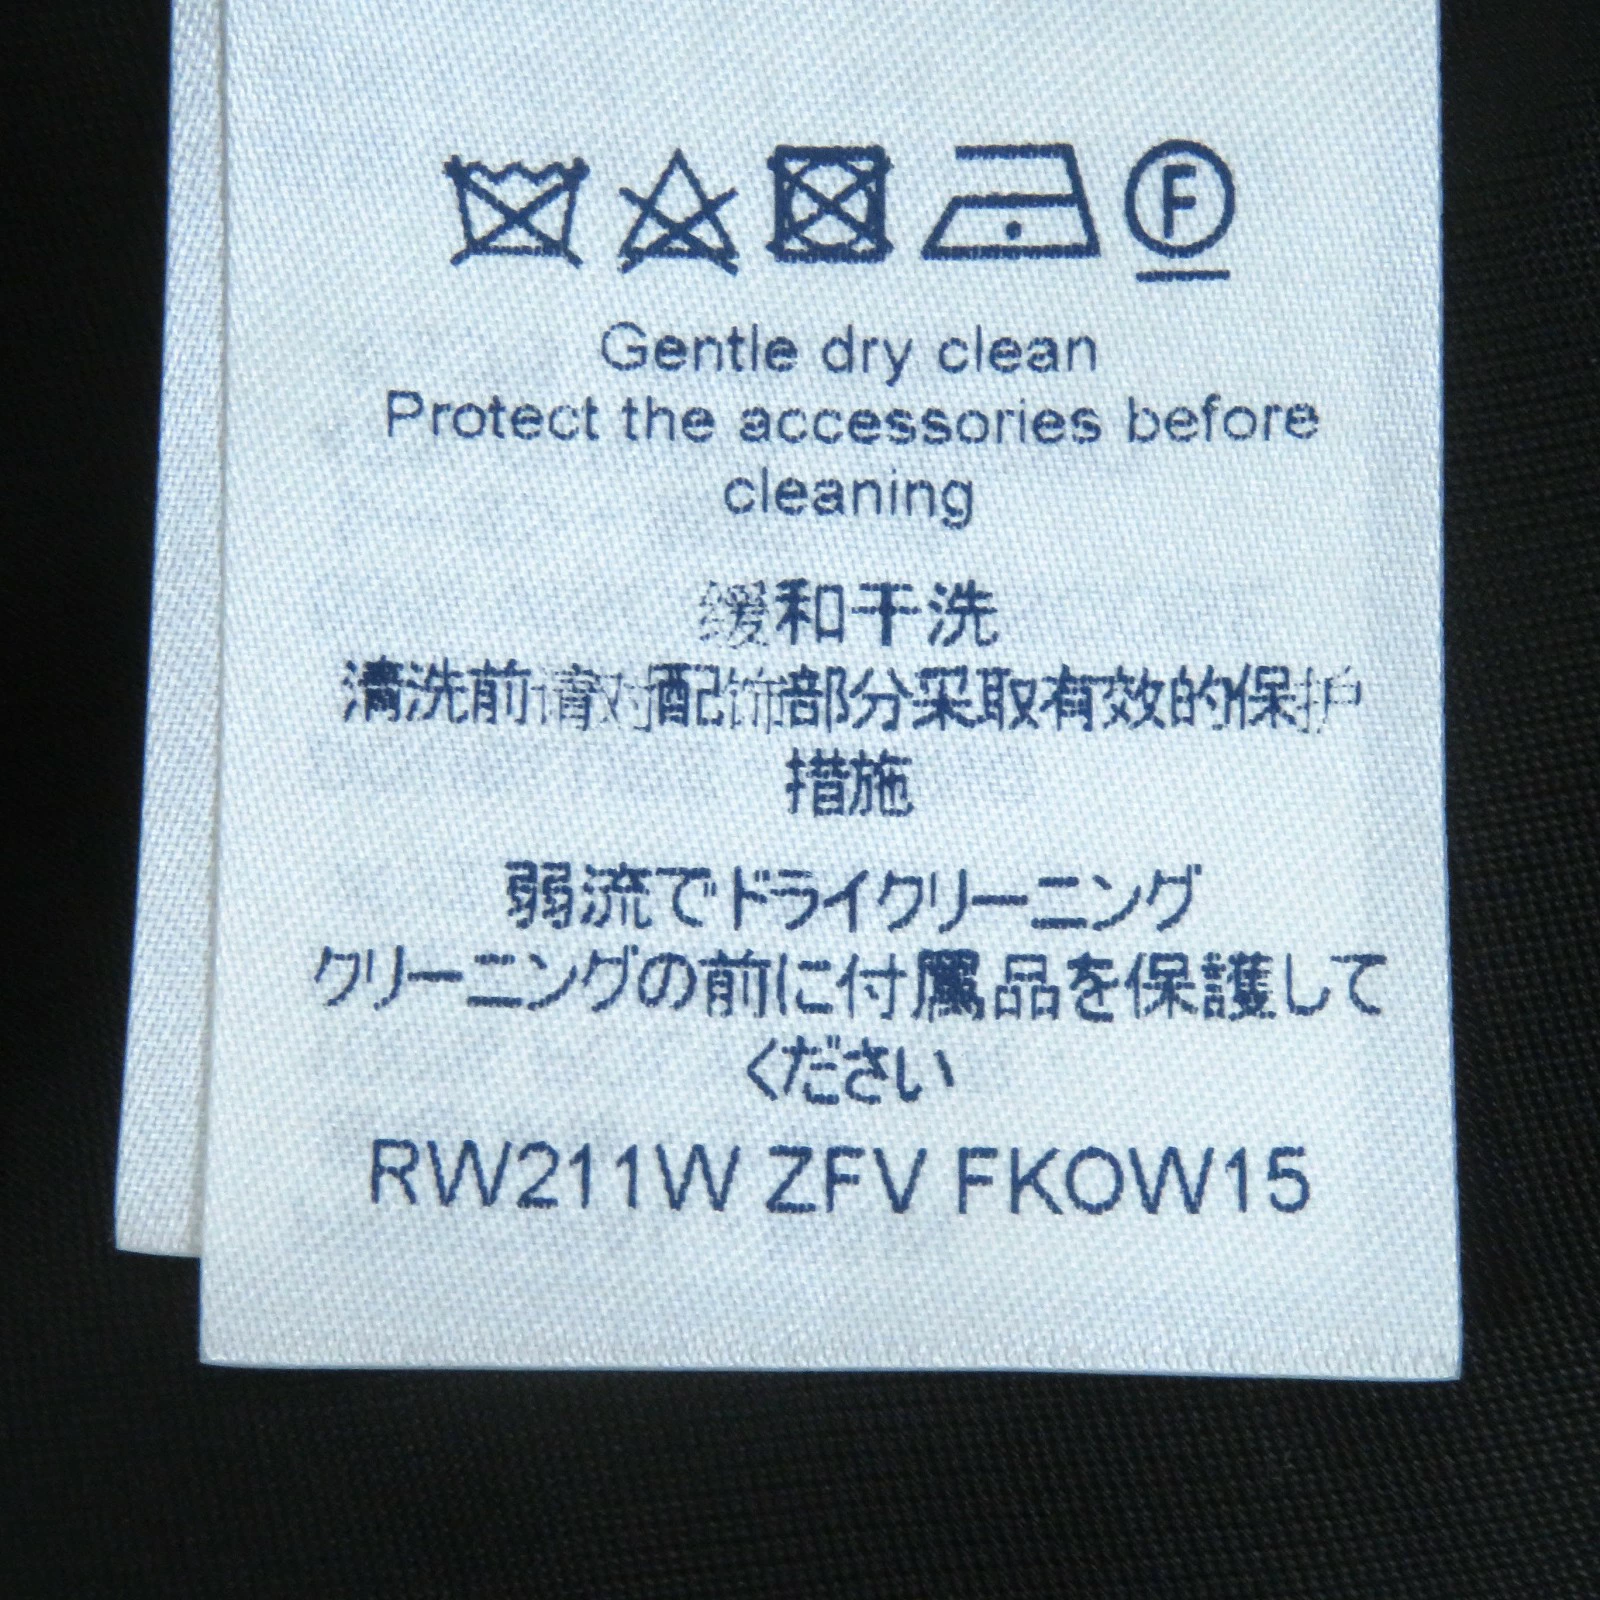 F
Gentle dry clean
Protect the accessories before
cleaning
缓和干洗
清洗前请对配饰部分采取有效的保护
措施
弱流でドライクリーニング
クリーニングの前に付属品を保護して
ください
RW211W ZFV FKOW15